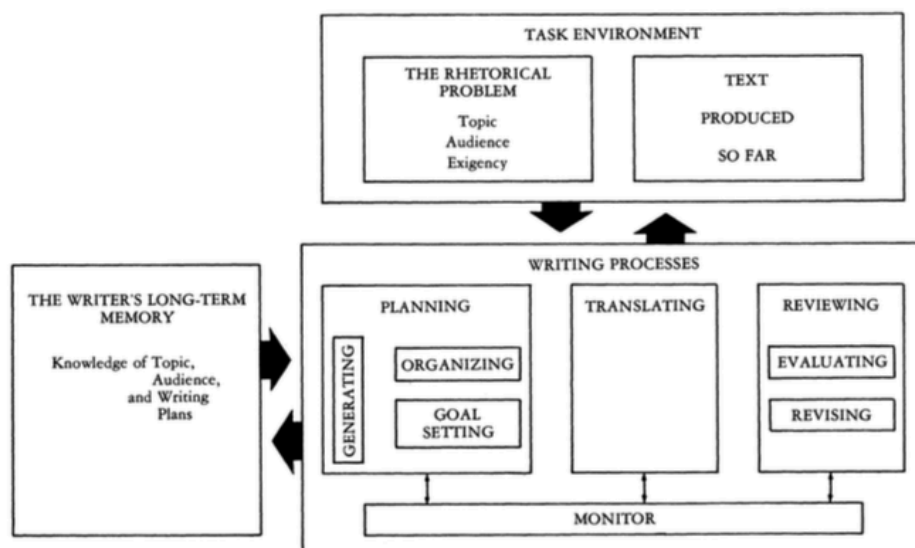 TASK ENVIRONMENT
THE RHETORICAL
PROBLEM
Topic
Audience
Exigency
TEXT
PRODUCED
SO FAR
THE WRITER'S LONG-TERM
MEMORY
Knowledge of Topic,
Audience,
and Writing
Plans
WRITING PROCESSES
PLANNING
GENERATING
ORGANIZING
GOAL
SETTING
TRANSLATING
REVIEWING
EVALUATING
REVISING
MONITOR